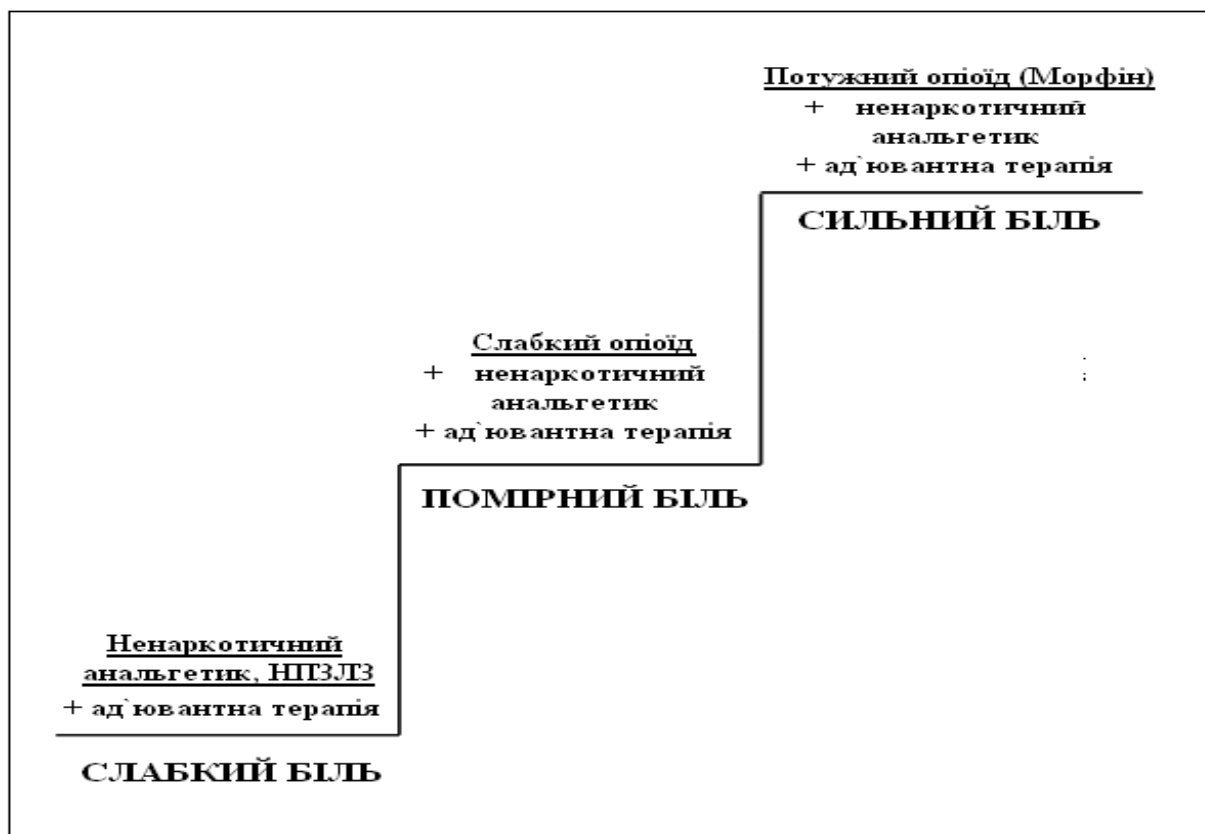 Потужний опіоїд (Морфін)
+ ненаркотичний
анальгетик
+ ад`ювантна терапія
СИЛЬНИЙ БІЛЬ
Слабкий опіоїд
+ ненаркотичний
анальгетик
+ ад`ювантна терапія
ПОМІРНИЙ БІЛЬ
Ненаркотичний
анальгетик, НПЗЛЗ
+ ад`ювантна терапія
СЛАБКИЙ БІЛЬ